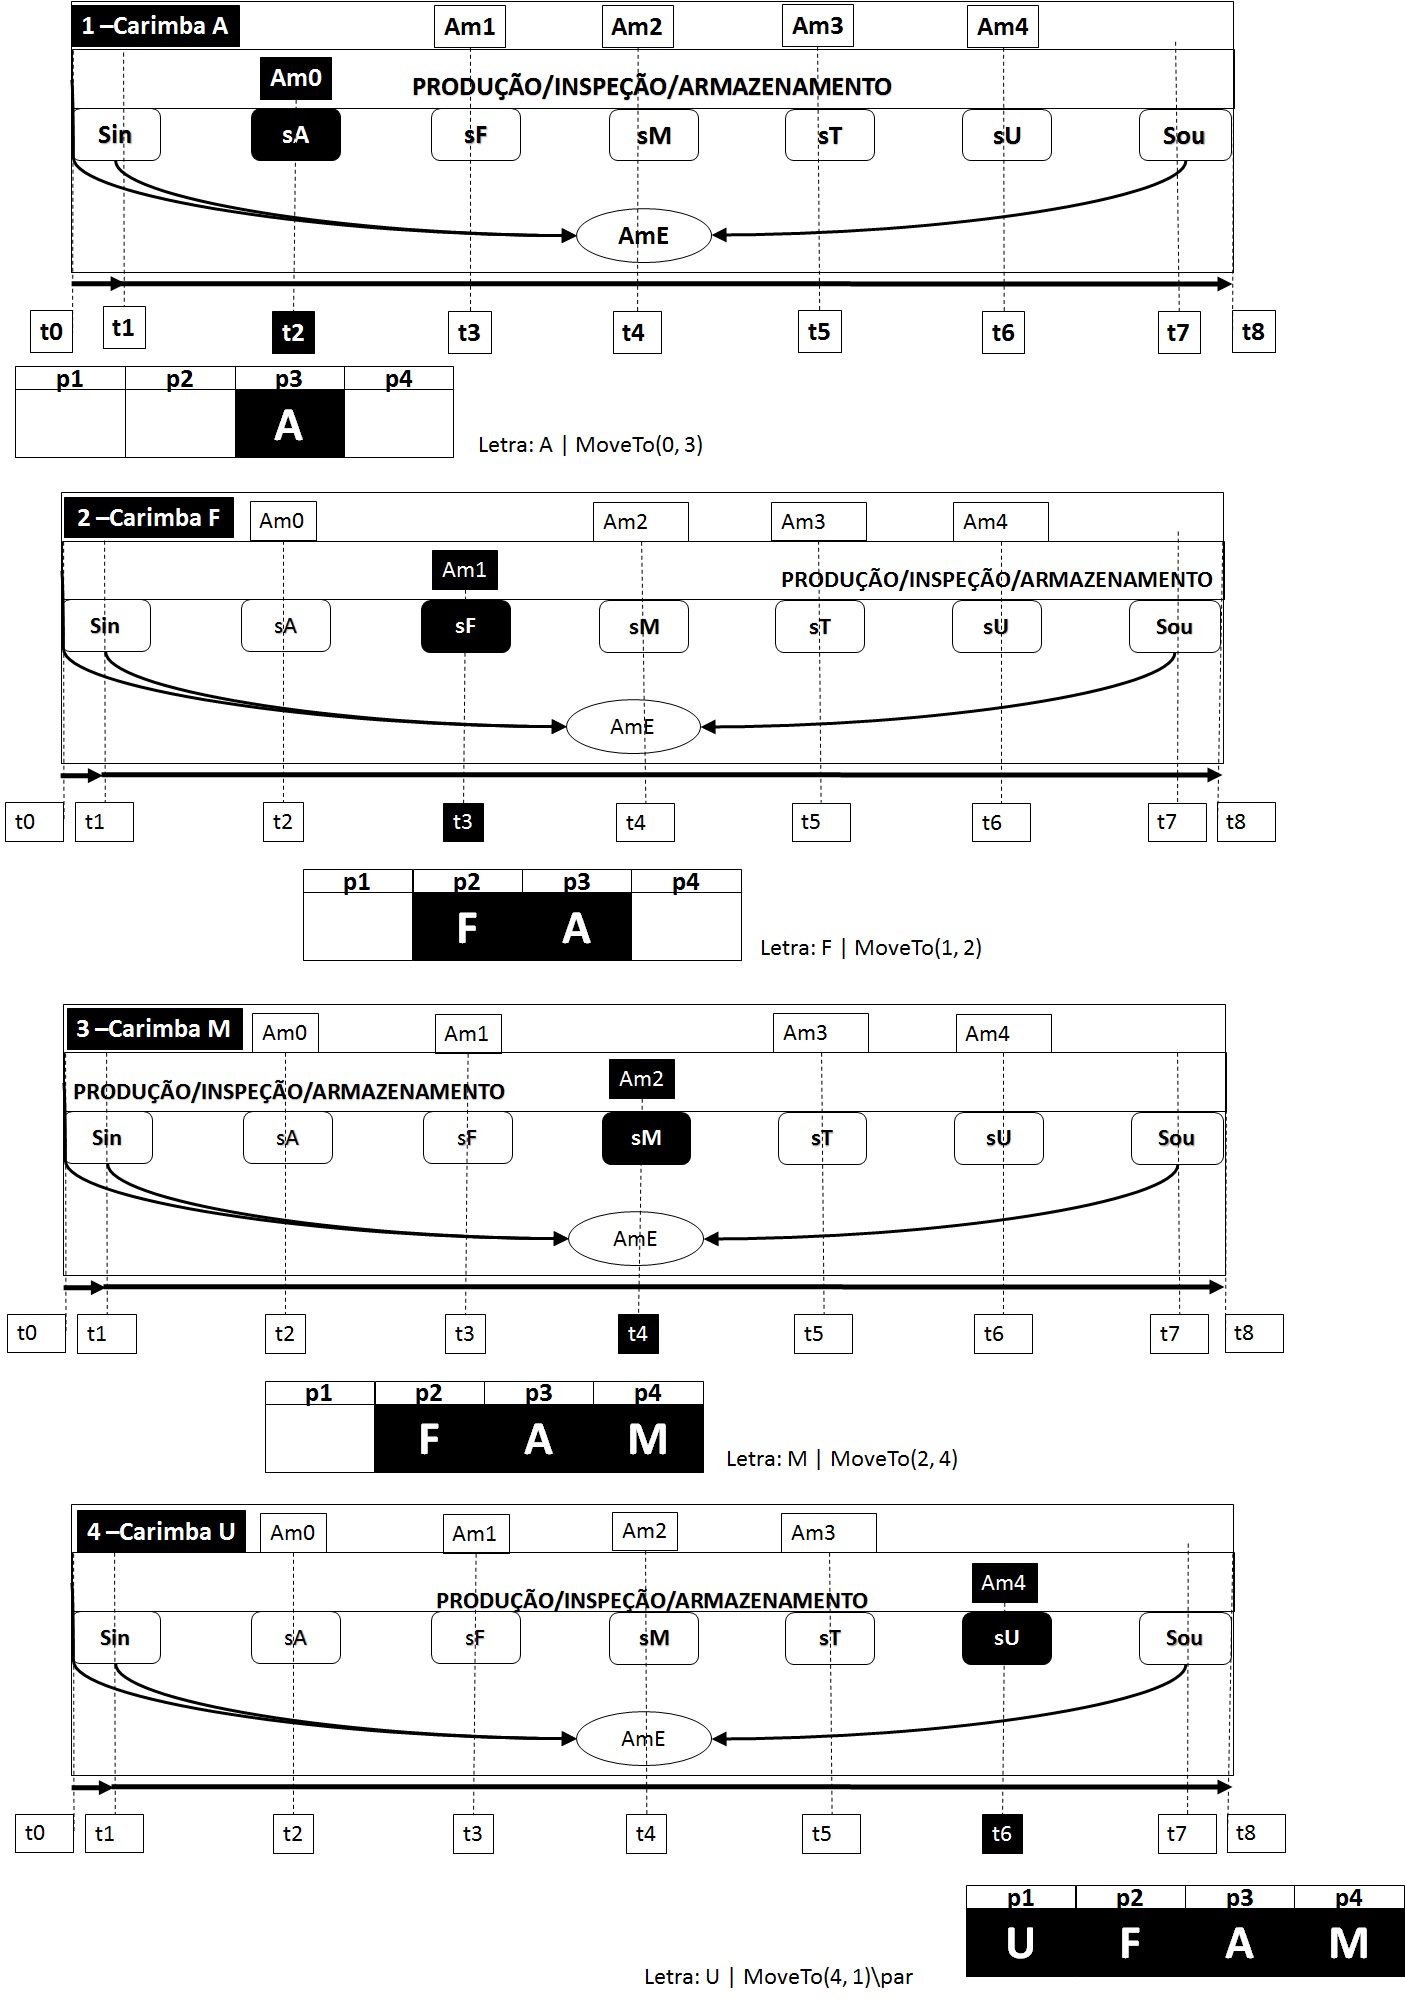 1 –Carimba A Am1 Am2 Am3 Am4
Am0 PRODUÇÃO/INSPEÇÃO/ARMAZENAMENTO
Sin sA sF sM sT sU Sou
AmE
t0 t1 t2 t3 t4 t5 t6 t7 t8
p1 p2 p3 p4
A
Letra: A | MoveTo(0, 3)
2 –Carimba F Am0 Am2 Am3 Am4
Am1 PRODUÇÃO/INSPEÇÃO/ARMAZENAMENTO
Sin sA sF sM sT sU Sou
AmE
t0 t1 t2 t3 t4 t5 t6 t7 t8
p1 p2 p3 p4
F A
Letra: F | MoveTo(1, 2)
3 –Carimba M Am0 Am1 Am3 Am4
PRODUÇÃO/INSPEÇÃO/ARMAZENAMENTO Am2
Sin sA sF sM sT sU Sou
AmE
t0 t1 t2 t3 t4 t5 t6 t7 t8
p1 p2 p3 p4
F A M
Letra: M | MoveTo(2, 4)
4 –Carimba U Am0 Am1 Am2 Am3
PRODUÇÃO/INSPEÇÃO/ARMAZENAMENTO Am4
Sin sA sF sM sT sU Sou
AmE
t0 t1 t2 t3 t4 t5 t6 t7 t8
p1 p2 p3 p4
U F A M
Letra: U | MoveTo(4, 1)\par